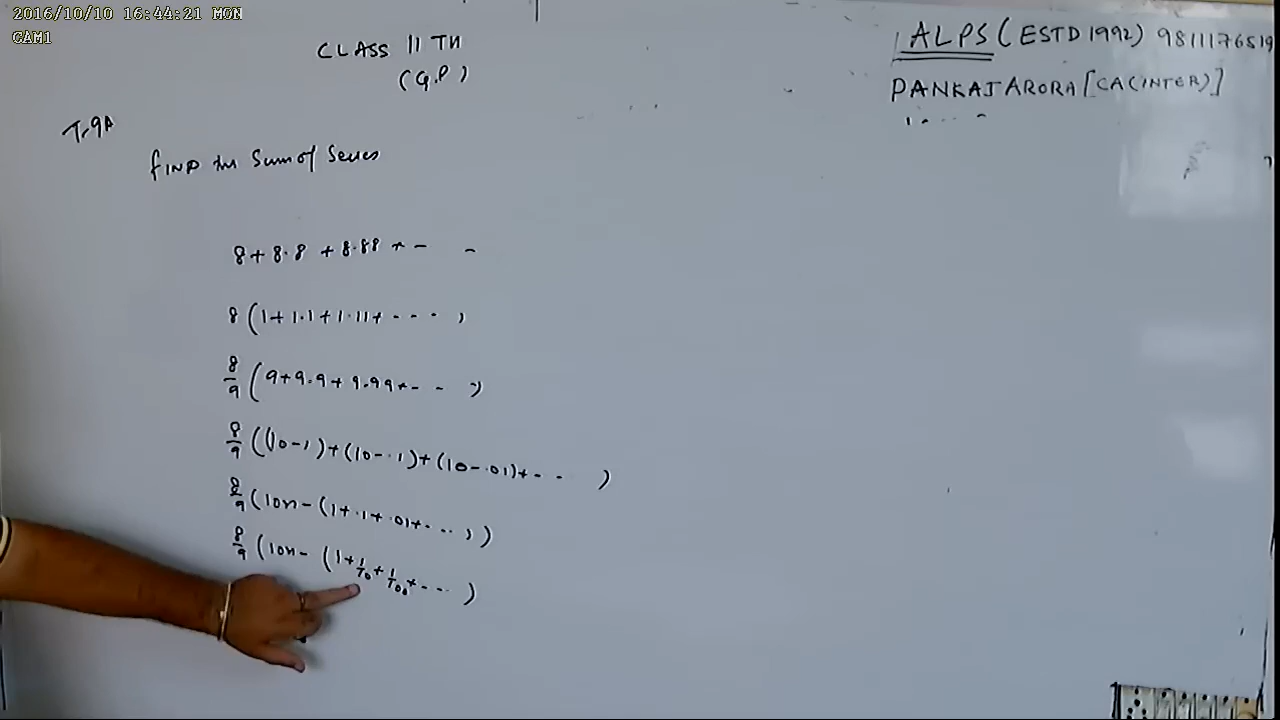 2016/10/10 16:44:21 MON
CAM1
CLASS 11 TH
(G.P)
ALPS (ESTD 1992) 9811176519
PANKAJ ARORA [CA(INTER)]
T-9A
FIND the Sum of Series
8+8.8+8.88+- -
8(1+1.1+1.11+----)
8/9(9+9.9+9.99+-- )
8/9((10-1)+(10-.1)+(10-.01)+-- )
8/9(10n-(1+.1+.01+---))
8/9(10n-(1+1/10+1/100+--- )